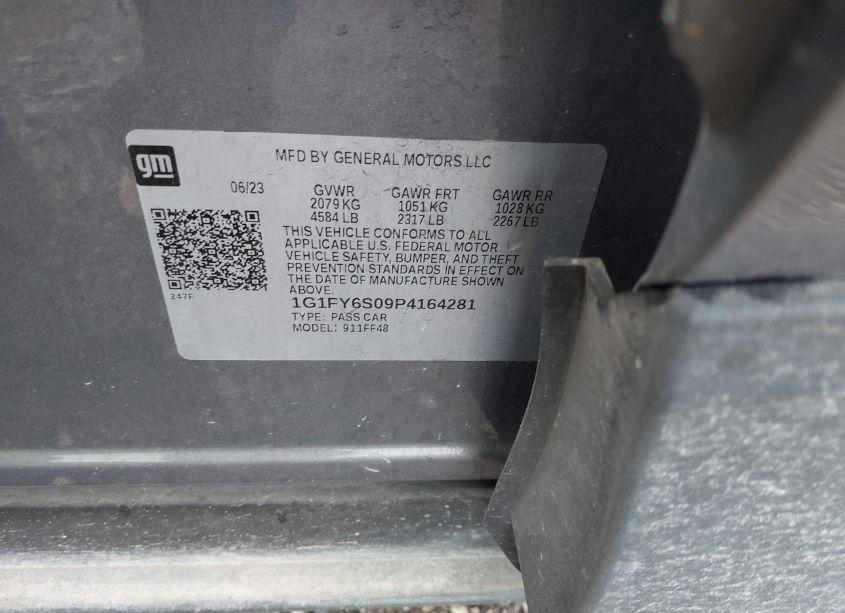 gm
MFD BY GENERAL MOTORS LLC
06/23 GVWR GAWR FRT GAWR RR
2079 KG 1051 KG 1028 KG
4584 LB 2317 LB 2267 LB
THIS VEHICLE CONFORMS TO ALL
APPLICABLE U.S. FEDERAL MOTOR
VEHICLE SAFETY, BUMPER, AND THEFT
PREVENTION STANDARDS IN EFFECT ON
THE DATE OF MANUFACTURE SHOWN
ABOVE.
247F
1G1FY6S09P4164281
TYPE: PASS CAR
MODEL: 911FF48